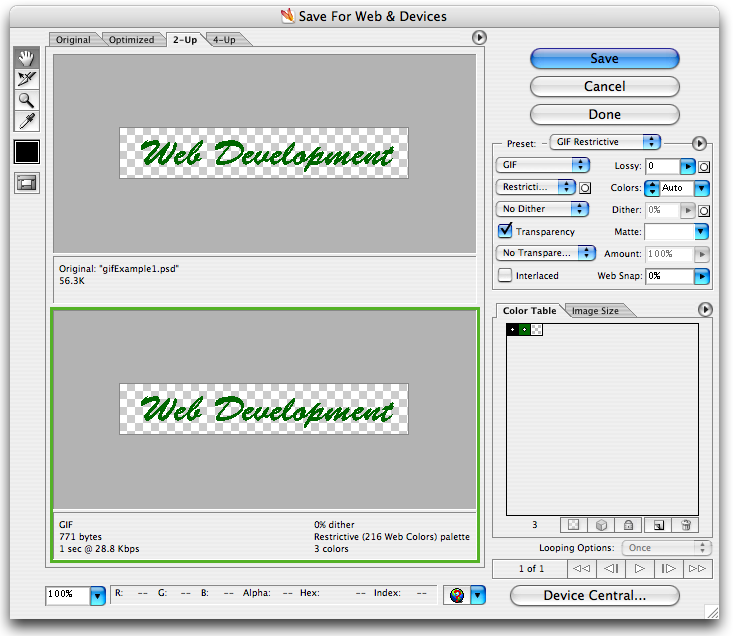 Save For Web & Devices
Original
Optimized
2-Up
4-Up
Web Development
Original: "gifExample1.psd"
56.3K
Web Development
GIF
771 bytes
1 sec @ 28.8 Kbps
0% dither
Restrictive (216 Web Colors) palette
3 colors
100%
R: -- G: -- B: -- Alpha: -- Hex: -- Index: --
Save
Cancel
Done
Preset: GIF Restrictive
GIF
Lossy: 0
Restricti...
Colors: Auto
No Dither
Dither: 0%
Transparency
Matte:
No Transpare...
Amount: 100%
Interlaced
Web Snap: 0%
Color Table
Image Size
3
Looping Options: Once
1 of 1
Device Central...